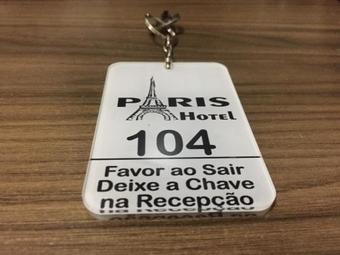 PARIS
HOTEL
104
Favor ao Sair
Deixe a Chave
na Recepção